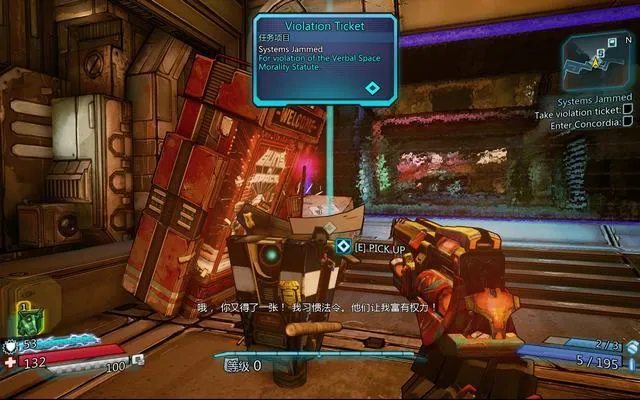 Violation Ticket
任务项目
Systems Jammed
For violation of the Verbal Space
Morality Statute.
N
Systems Jammed
Take violation ticket:
Enter Concordia:
WELCOME
[E] PICK UP
哦， 你又得了一张！ 我习惯法令。他们让我富有权力！
1
53
132
100
等级 0
2 / 3
5 / 195